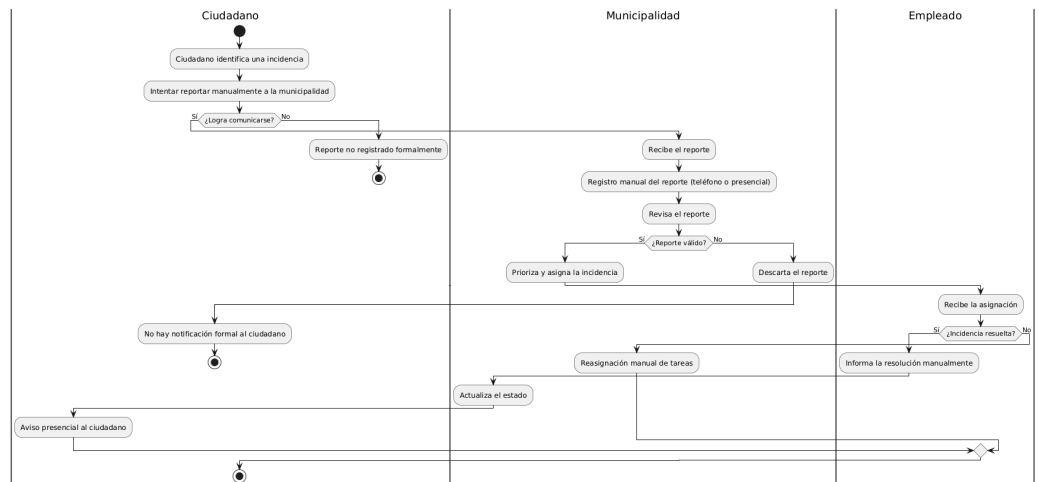 Ciudadano
Municipalidad
Empleado
Ciudadano identifica una incidencia
Intentar reportar manualmente a la municipalidad
Sí
¿Logra comunicarse?
No
Reporte no registrado formalmente
Recibe el reporte
Registro manual del reporte (teléfono o presencial)
Revisa el reporte
Sí
¿Reporte válido?
No
Prioriza y asigna la incidencia
Descarta el reporte
Recibe la asignación
No hay notificación formal al ciudadano
Sí
¿Incidencia resuelta?
No
Reasignación manual de tareas
Informa la resolución manualmente
Actualiza el estado
Aviso presencial al ciudadano